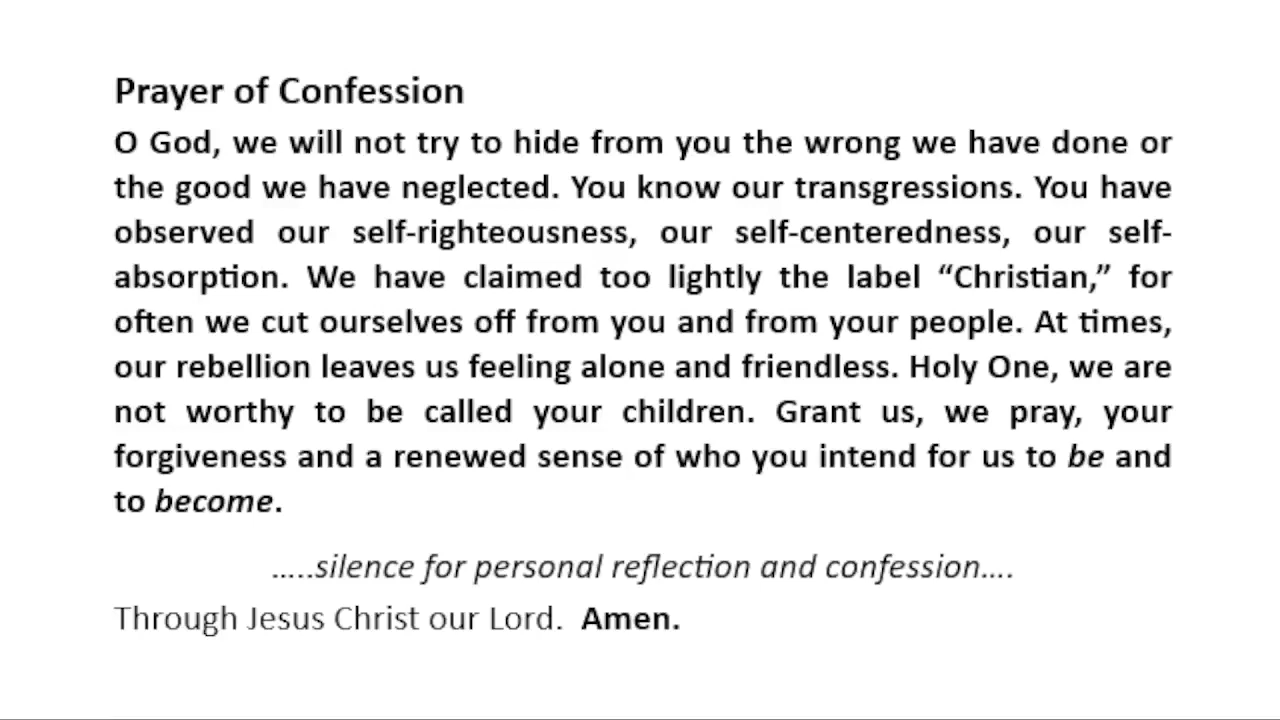 Prayer of Confession
O God, we will not try to hide from you the wrong we have done or
the good we have neglected. You know our transgressions. You have
observed our self-righteousness, our self-centeredness, our self-
absorption. We have claimed too lightly the label “Christian,” for
often we cut ourselves off from you and from your people. At times,
our rebellion leaves us feeling alone and friendless. Holy One, we are
not worthy to be called your children. Grant us, we pray, your
forgiveness and a renewed sense of who you intend for us to be and
to become.
…..silence for personal reflection and confession….
Through Jesus Christ our Lord. Amen.